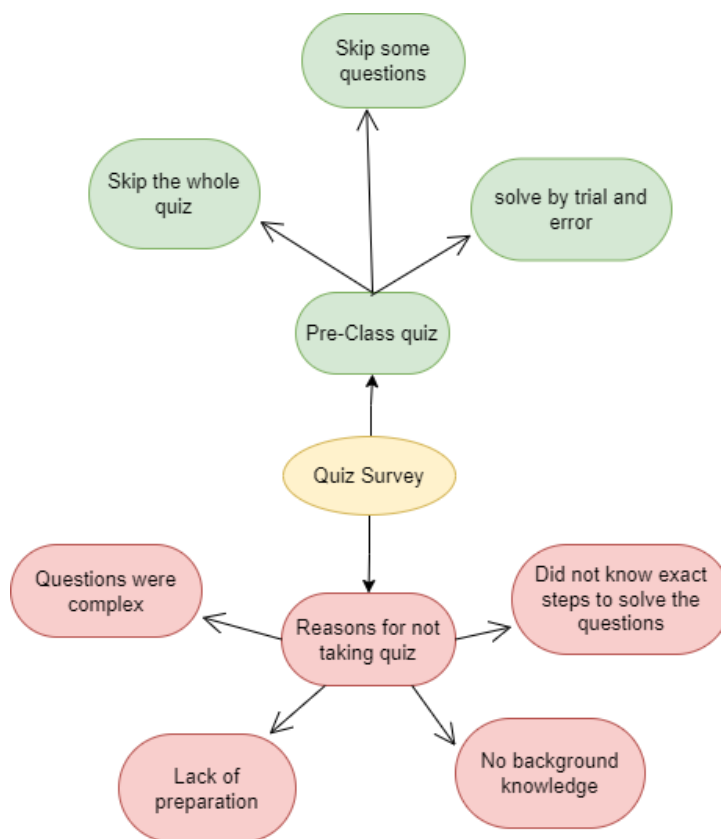 Skip some
questions
Skip the whole
quiz
solve by trial and
error
Pre-Class quiz
Quiz Survey
Questions were
complex
Reasons for not
taking quiz
Did not know exact
steps to solve the
questions
Lack of
preparation
No background
knowledge